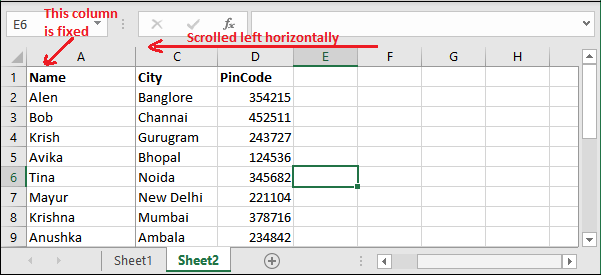 This column
is fixed
E6
fx
Scrolled left horizontally
A C D E F G H
1 Name City PinCode
2 Alen Banglore 354215
3 Bob Channai 452511
4 Krish Gurugram 243727
5 Avika Bhopal 124536
6 Tina Noida 345682
7 Mayur New Delhi 221104
8 Krishna Mumbai 378716
9 Anushka Ambala 234842
Sheet1 Sheet2